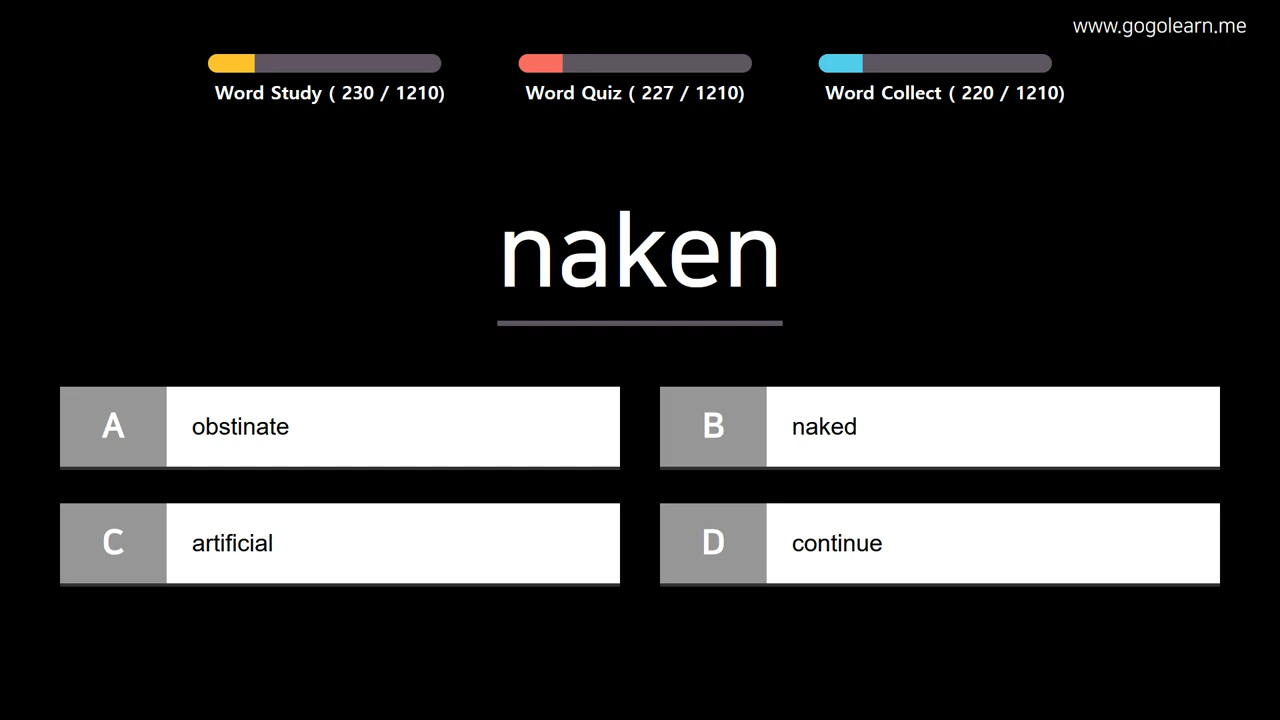 www.gogolearn.me
Word Study ( 230 / 1210)
Word Quiz ( 227 / 1210)
Word Collect ( 220 / 1210)
naken
A obstinate
B naked
C artificial
D continue